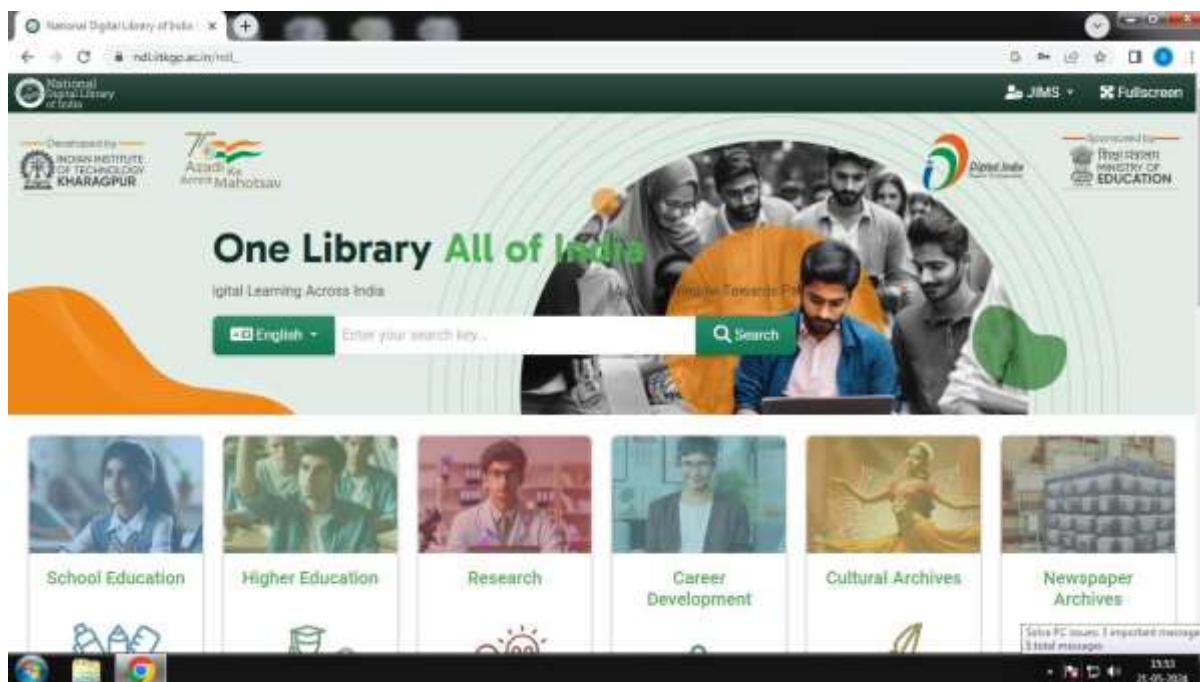 National Digital Library of India
ndl.iitkgp.ac.in/ndl_
National
Digital Library
of India
JIMS
Fullscreen
Developed by
INDIAN INSTITUTE
OF TECHNOLOGY
KHARAGPUR
Azadi Ka
Amrit Mahotsav
Digital India
Sponsored by
शिक्षा मंत्रालय
MINISTRY OF
EDUCATION
One Library All of India
igital Learning Across India
English
Enter your search key...
Search
School Education
Higher Education
Research
Career
Development
Cultural Archives
Newspaper
Archives
Solve PC issues: 1 important message
3 total messages
15:53
21-05-2024